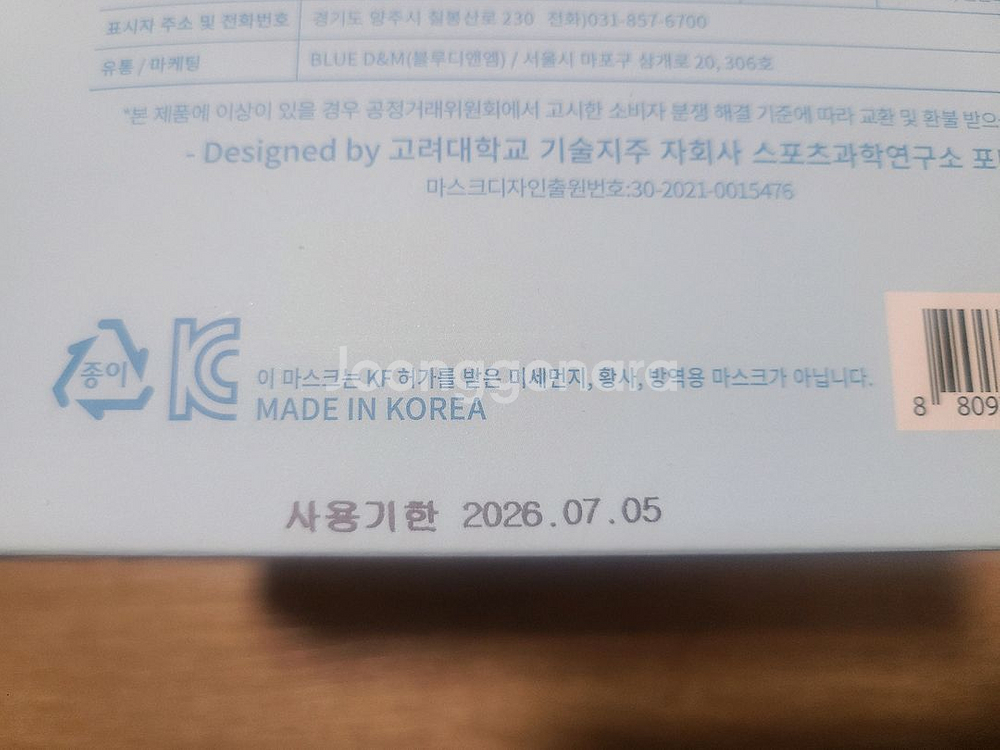 표시자 주소 및 전화번호 경기도 양주시 칠봉산로 230 전화)031-857-6700
유통 / 마케팅 BLUE D&M(블루디앤엠) / 서울시 마포구 삼개로 20, 306호
*본 제품에 이상이 있을 경우 공정거래위원회에서 고시한 소비자 분쟁 해결 기준에 따라 교환 및 환불 받으
- Designed by 고려대학교 기술지주 자회사 스포츠과학연구소
마스크디자인출원번호:30-2021-0015476
종이
KC
이 마스크는 KF 허가를 받은 미세먼지, 황사, 방역용 마스크가 아닙니다.
MADE IN KOREA
joonggonara
8 809
사용기한 2026.07.05